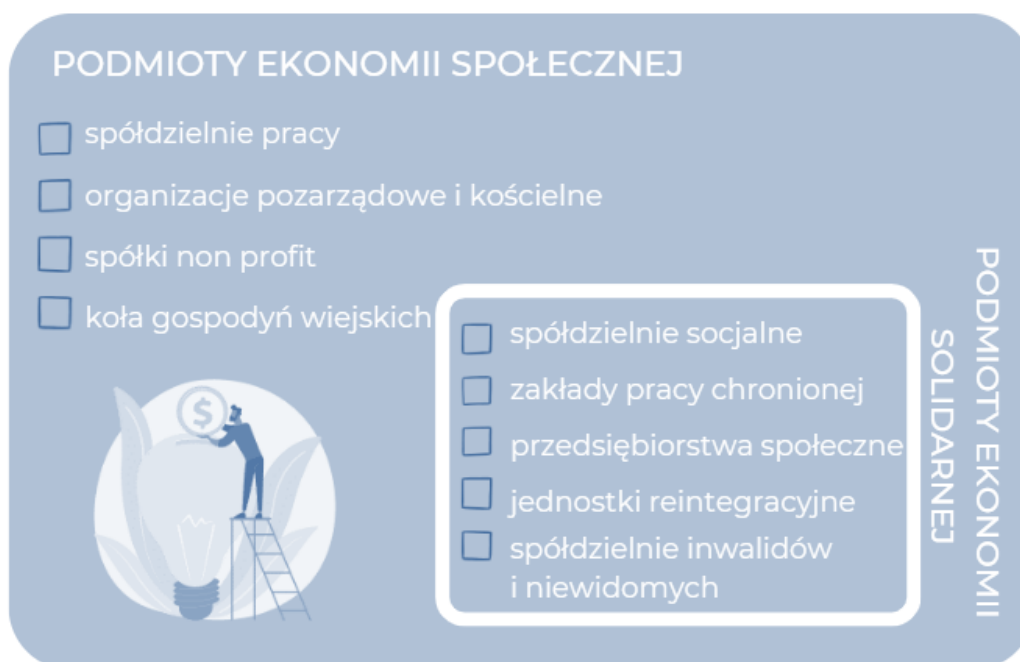 PODMIOTY EKONOMII SPOŁECZNEJ
spółdzielnie pracy
organizacje pozarządowe i kościelne
spółki non profit
koła gospodyń wiejskich
spółdzielnie socjalne
zakłady pracy chronionej
przedsiębiorstwa społeczne
jednostki reintegracyjne
spółdzielnie inwalidów
i niewidomych
PODMIOTY EKONOMII
SOLIDARNEJ
$